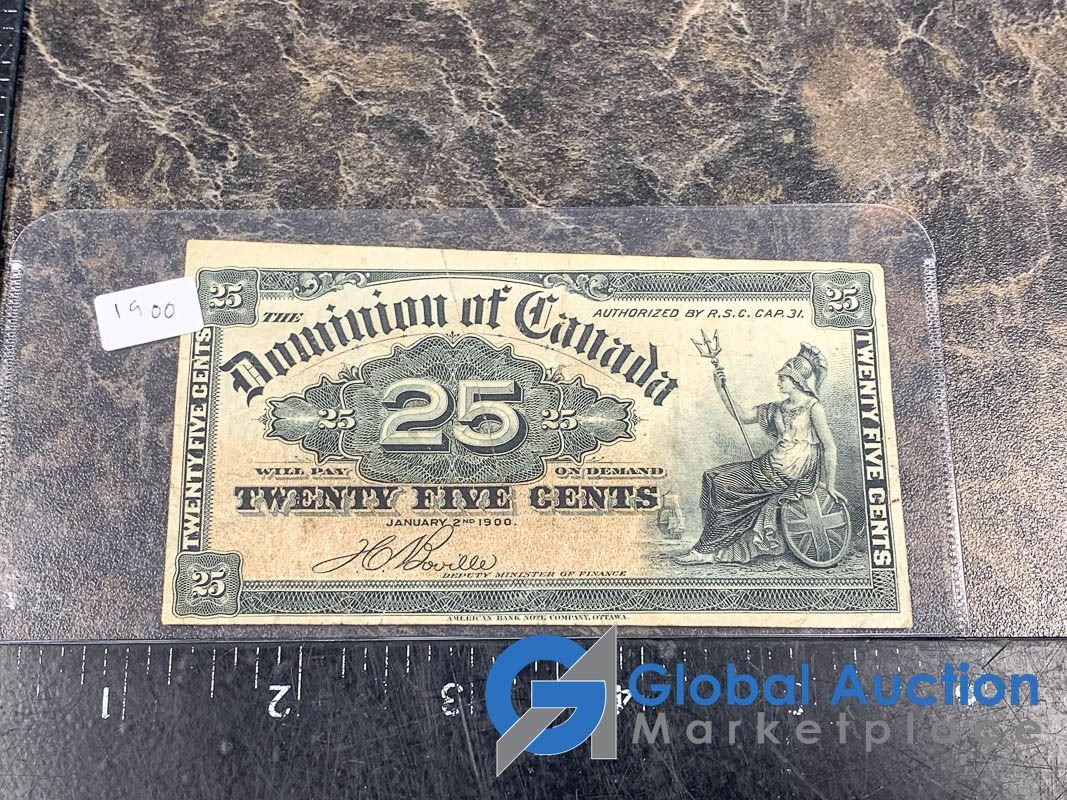 1900
25
25
THE
Dominion of Canada
AUTHORIZED BY R.S.C. CAP. 31.
TWENTY FIVE CENTS
25
25
25
TWENTY FIVE CENTS
WILL PAY
ON DEMAND
TWENTY FIVE CENTS
JANUARY 2ND 1900.
H C Boville
DEPUTY MINISTER OF FINANCE
25
AMERICAN BANK NOTE COMPANY, OTTAWA.
1 2 3 4
Global Auction
Marketplace